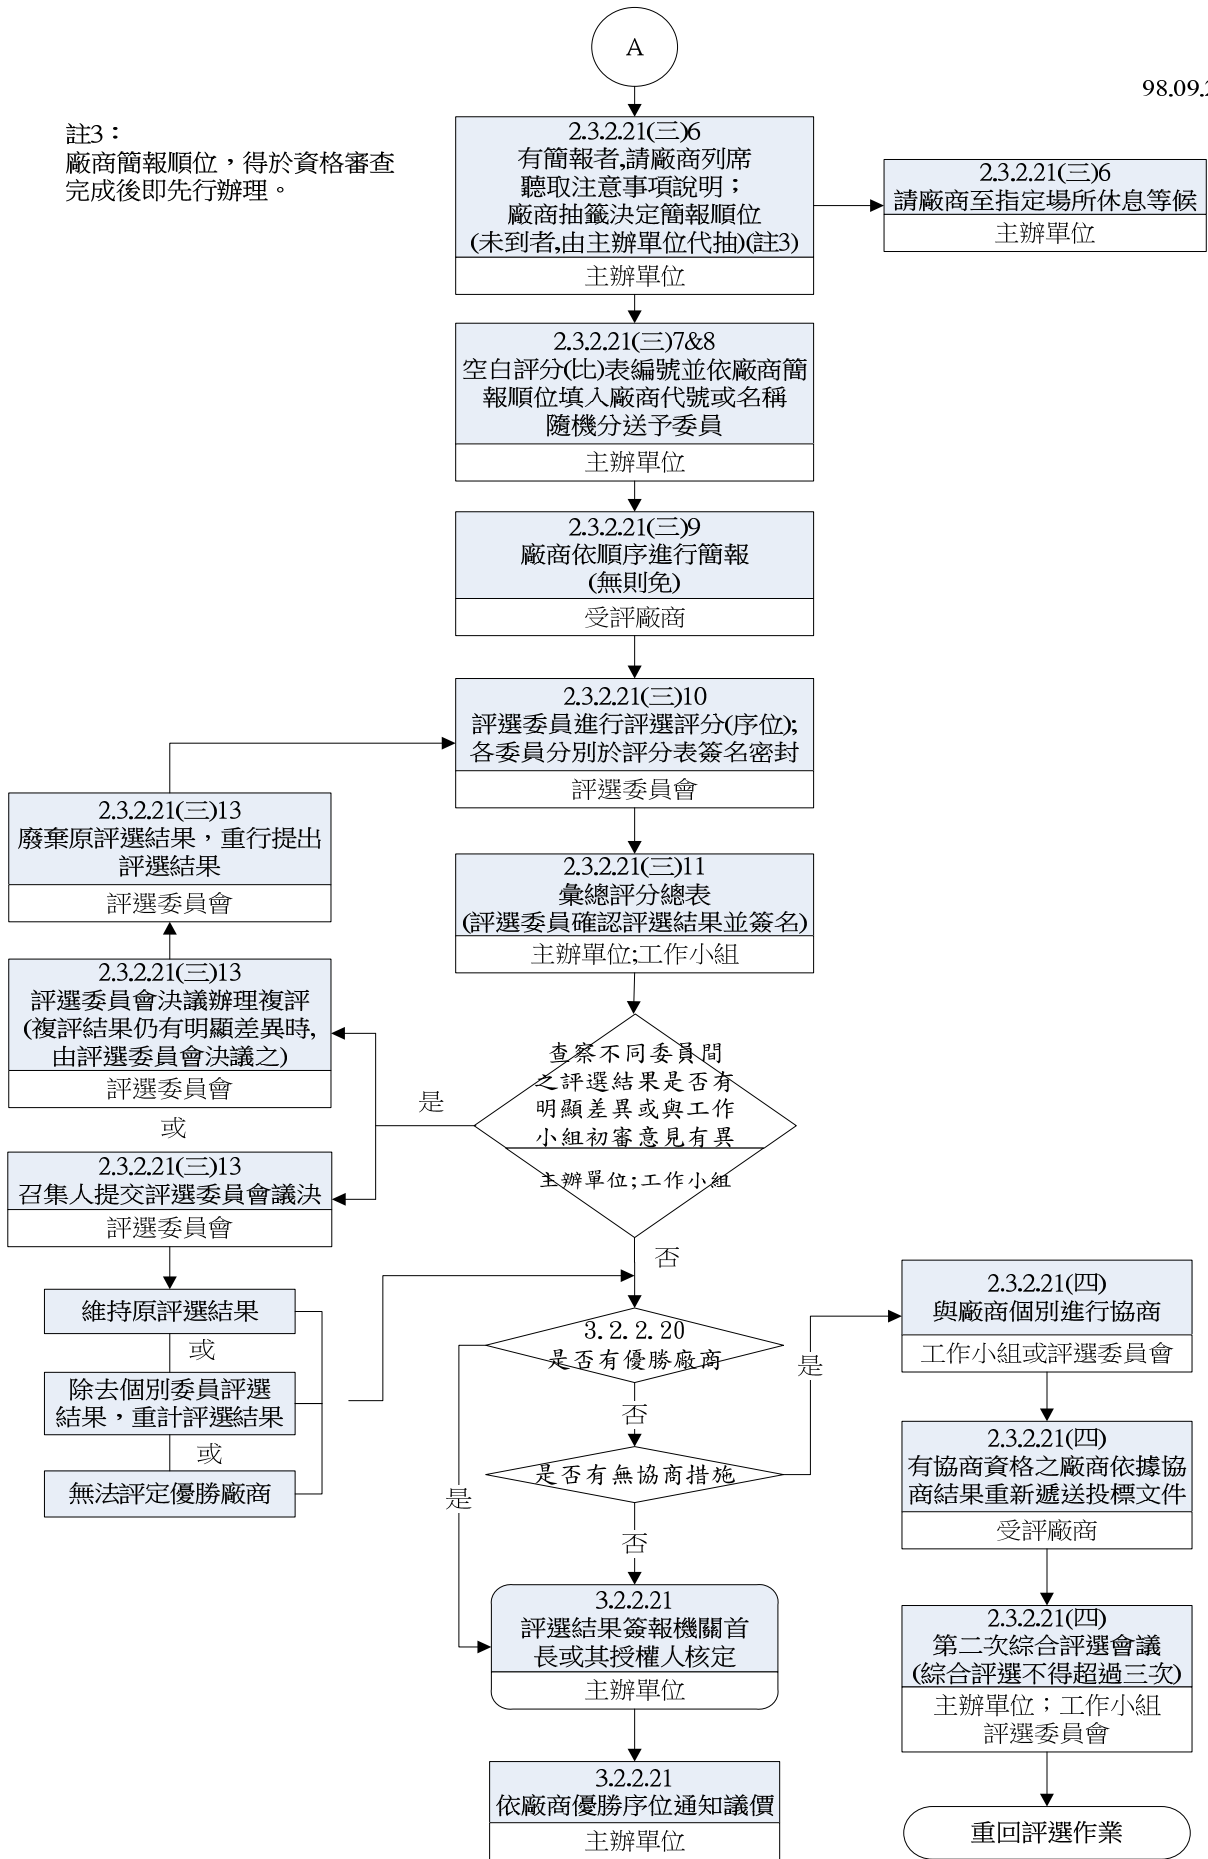 A
98.09.2
註3：
廠商簡報順位，得於資格審查
完成後即先行辦理。
2.3.2.21(三)6
有簡報者,請廠商列席
聽取注意事項說明；
廠商抽籤決定簡報順位
(未到者,由主辦單位代抽)(註3)
主辦單位
2.3.2.21(三)6
請廠商至指定場所休息等候
主辦單位
2.3.2.21(三)7&8
空白評分(比)表編號並依廠商簡
報順位填入廠商代號或名稱
隨機分送予委員
主辦單位
2.3.2.21(三)9
廠商依順序進行簡報
(無則免)
受評廠商
2.3.2.21(三)10
評選委員進行評選評分(序位);
各委員分別於評分表簽名密封
評選委員會
2.3.2.21(三)13
廢棄原評選結果，重行提出
評選結果
評選委員會
2.3.2.21(三)11
彙總評分總表
(評選委員確認評選結果並簽名)
主辦單位;工作小組
2.3.2.21(三)13
評選委員會決議辦理複評
(複評結果仍有明顯差異時,
由評選委員會決議之)
評選委員會
或
是
查察不同委員間
之評選結果是否有
明顯差異或與工作
小組初審意見有異
主辦單位;工作小組
2.3.2.21(三)13
召集人提交評選委員會議決
評選委員會
否
維持原評選結果
或
除去個別委員評選
結果，重計評選結果
或
無法評定優勝廠商
3.2.2.20
是否有優勝廠商
是
否
是否有無協商措施
是
否
2.3.2.21(四)
與廠商個別進行協商
工作小組或評選委員會
2.3.2.21(四)
有協商資格之廠商依據協
商結果重新遞送投標文件
受評廠商
3.2.2.21
評選結果簽報機關首
長或其授權人核定
主辦單位
2.3.2.21(四)
第二次綜合評選會議
(綜合評選不得超過三次)
主辦單位；工作小組
評選委員會
3.2.2.21
依廠商優勝序位通知議價
主辦單位
重回評選作業